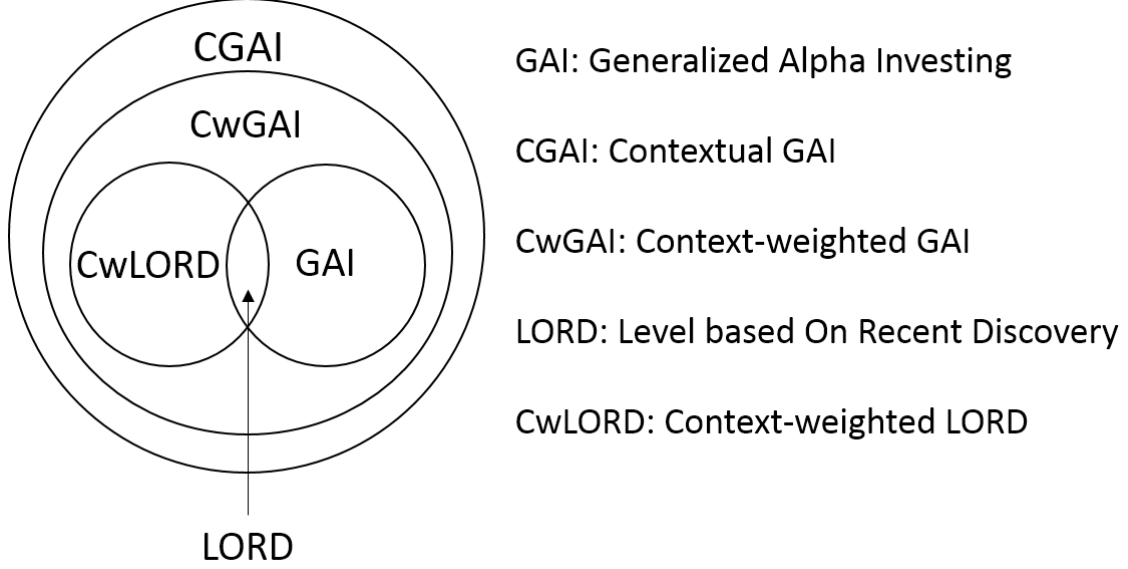 CGAI
CwGAI
CwLORD
GAI
LORD
GAI: Generalized Alpha Investing
CGAI: Contextual GAI
CwGAI: Context-weighted GAI
LORD: Level based On Recent Discovery
CwLORD: Context-weighted LORD